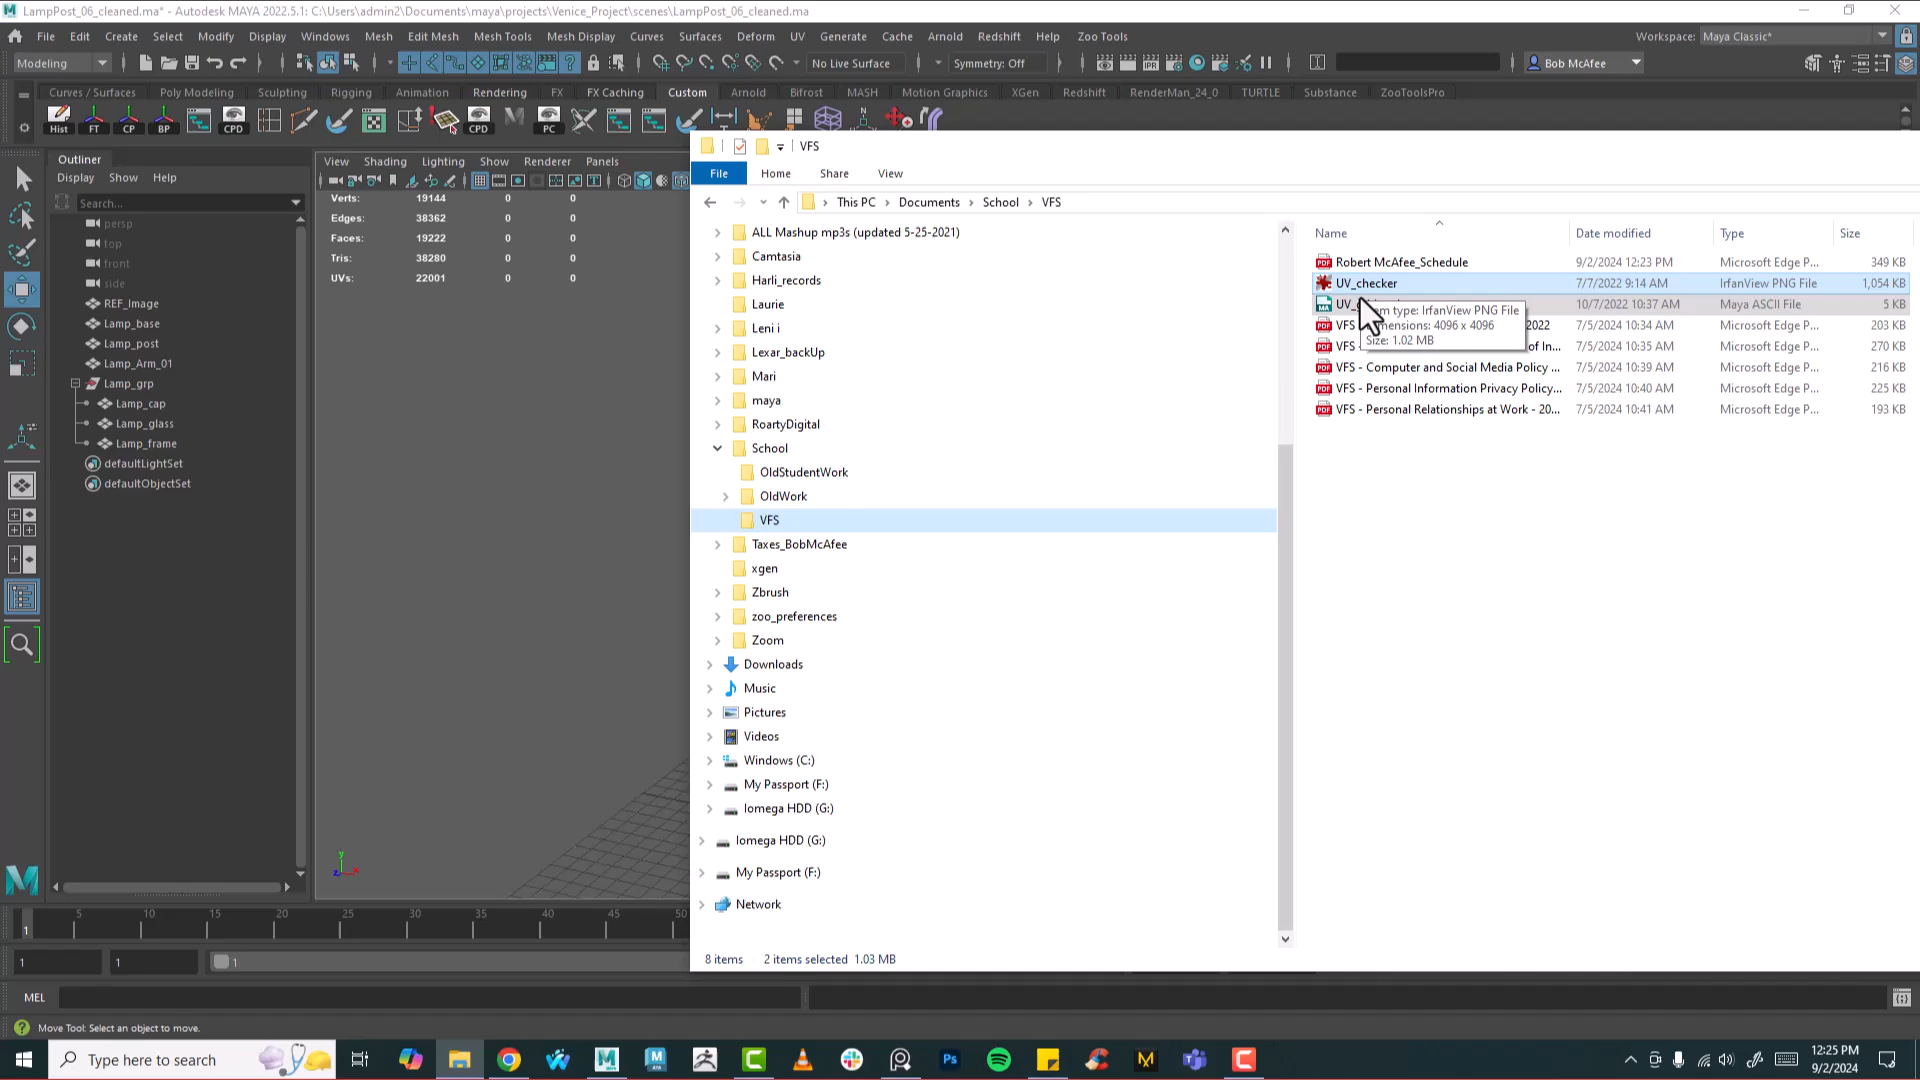 LampPost_06_cleaned.ma* - Autodesk MAYA 2022.5.1: C:\Users\admin2\Documents\maya\projects\Venice_Project\scenes\LampPost_06_cleaned.ma
File Edit Create Select Modify Display Windows Mesh Edit Mesh Mesh Tools Mesh Display Curves Surfaces Deform UV Generate Cache Arnold Redshift Help Zoo Tools Workspace: Maya Classic*
Modeling No Live Surface Symmetry: Off Bob McAfee
Curves / Surfaces Poly Modeling Sculpting Rigging Animation Rendering FX FX Caching Custom Arnold Bifrost MASH Motion Graphics XGen Redshift RenderMan_24_0 TURTLE Substance ZooToolsPro
Hist FT CP BP CPD CPD PC
Outliner
Display Show Help
Search...
persp
top
front
side
REF_Image
Lamp_base
Lamp_post
Lamp_Arm_01
Lamp_grp
Lamp_cap
Lamp_glass
Lamp_frame
defaultLightSet
defaultObjectSet
View Shading Lighting Show Renderer Panels
Verts: 19144 0 0
Edges: 38362 0 0
Faces: 19222 0 0
Tris: 38280 0 0
UVs: 22001 0 0
VFS
File Home Share View
This PC > Documents > School > VFS
ALL Mashup mp3s (updated 5-25-2021)
Camtasia
Harli_records
Laurie
Leni i
Lexar_backUp
Mari
maya
RoartyDigital
School
OldStudentWork
OldWork
VFS
Taxes_BobMcAfee
xgen
Zbrush
zoo_preferences
Zoom
Downloads
Music
Pictures
Videos
Windows (C:)
My Passport (F:)
Iomega HDD (G:)
Iomega HDD (G:)
My Passport (F:)
Network
8 items 2 items selected 1.03 MB
Name Date modified Type Size
Robert McAfee_Schedule 9/2/2024 12:23 PM Microsoft Edge P... 349 KB
UV_checker 7/7/2022 9:14 AM IrfanView PNG File 1,054 KB
10/7/2022 10:37 AM Maya ASCII File 5 KB
VFS 2022 7/5/2024 10:34 AM Microsoft Edge P... 203 KB
VFS - of In... 7/5/2024 10:35 AM Microsoft Edge P... 270 KB
VFS - Computer and Social Media Policy ... 7/5/2024 10:39 AM Microsoft Edge P... 216 KB
VFS - Personal Information Privacy Policy... 7/5/2024 10:40 AM Microsoft Edge P... 225 KB
VFS - Personal Relationships at Work - 20... 7/5/2024 10:41 AM Microsoft Edge P... 193 KB
type: IrfanView PNG File
4096 x 4096
Size: 1.02 MB
y
x
z
5 10 15 20 25 30 35 40 45 50
1
1 1 1
MEL
Move Tool: Select an object to move.
Type here to search
12:25 PM
9/2/2024